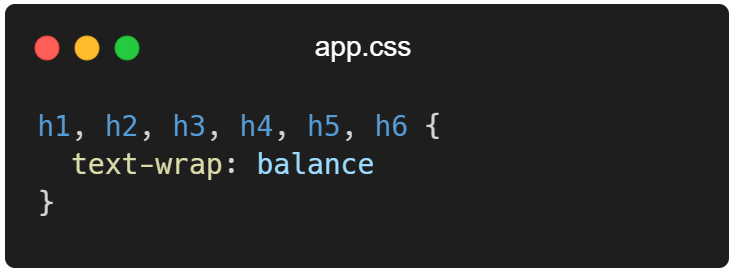 app.css
h1, h2, h3, h4, h5, h6 {
  text-wrap: balance
}